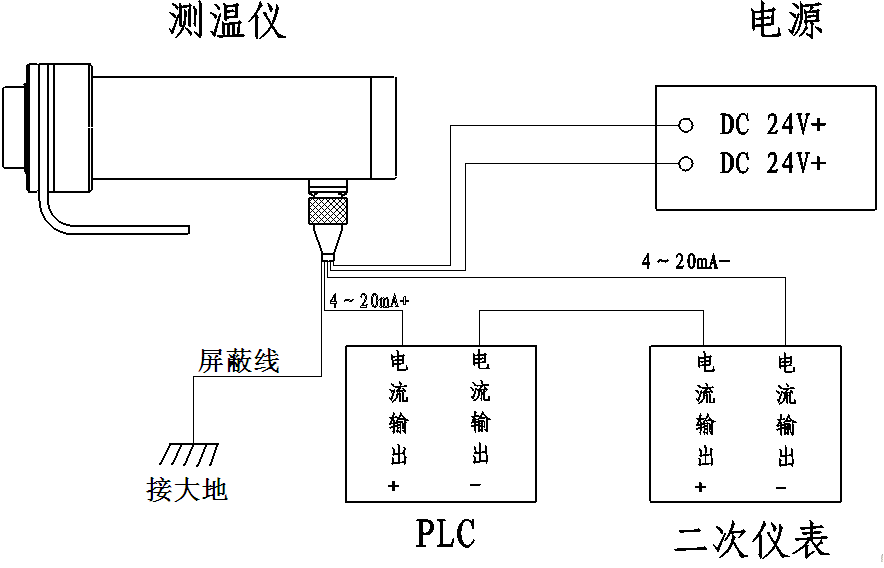 测温仪
电源
DC 24V+
DC 24V+
4~20mA-
4~20mA+
屏蔽线
接大地
电流输出+
电流输出-
电流输出+
电流输出-
PLC
二次仪表